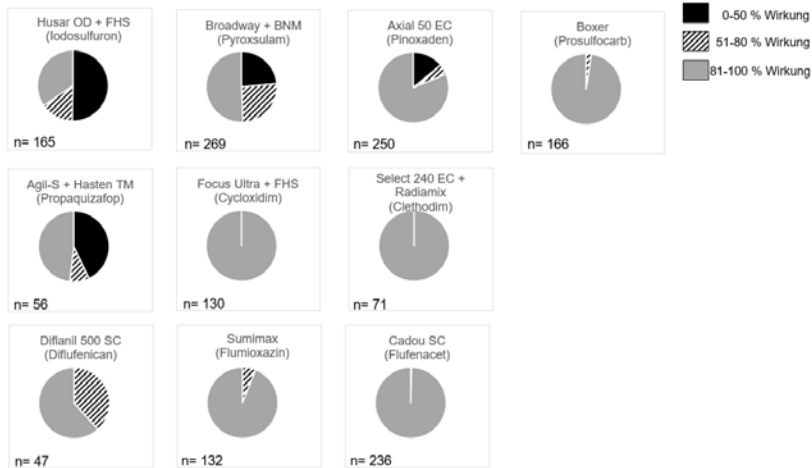 Husar OD + FHS
(Iodosulfuron)
n= 165
Broadway + BNM
(Pyroxsulam)
n= 269
Axial 50 EC
(Pinoxaden)
n= 250
Boxer
(Prosulfocarb)
n= 166
0-50 % Wirkung
51-80 % Wirkung
81-100 % Wirkung
Agil-S + Hasten TM
(Propaquizafop)
n= 56
Focus Ultra + FHS
(Cycloxidim)
n= 130
Select 240 EC +
Radiamix
(Clethodim)
n= 71
Diflanil 500 SC
(Diflufenican)
n= 47
Sumimax
(Flumioxazin)
n= 132
Cadou SC
(Flufenacet)
n= 236